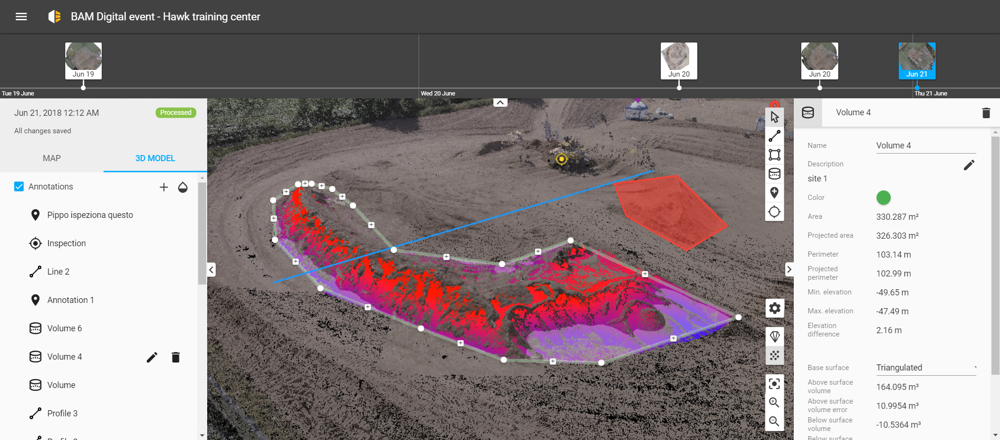 BAM Digital event - Hawk training center
Jun 19
Jun 20
Jun 20
Jun 21
Tue 19 June
Wed 20 June
Thu 21 June
Jun 21, 2018 12:12 AM
Processed
All changes saved
MAP
3D MODEL
Annotations
Pippo ispeziona questo
Inspection
Line 2
Annotation 1
Volume 6
Volume 4
Volume
Profile 3
Volume 4
Name
Volume 4
Description
site 1
Color
Area
330.287 m²
Projected area
326.303 m²
Perimeter
103.14 m
Projected
perimeter
102.99 m
Min. elevation
-49.65 m
Max. elevation
-47.49 m
Elevation
difference
2.16 m
Base surface
Triangulated
Above surface
volume
164.095 m³
Above surface
volume error
10.9954 m³
Below surface
volume
-10.5364 m³
Below surface